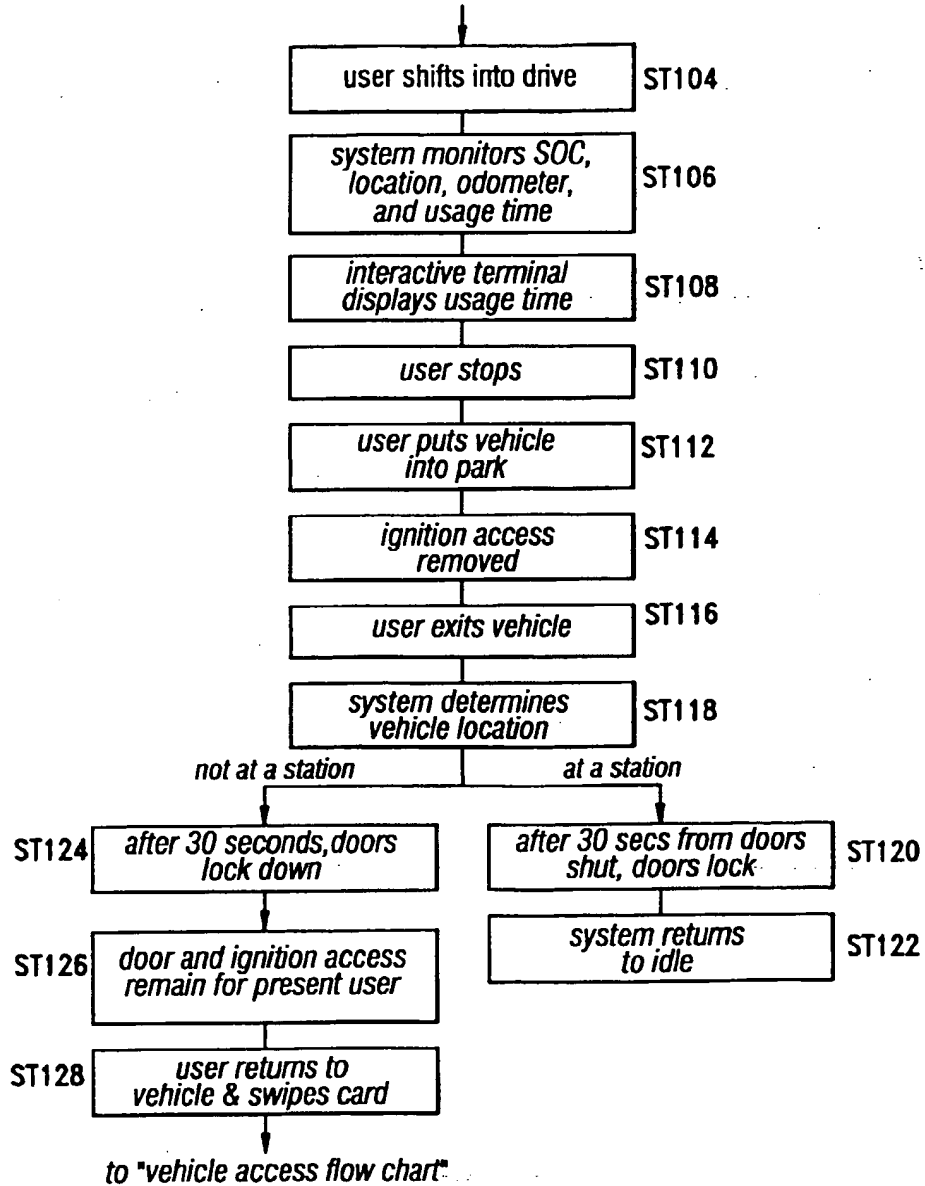 user shifts into drive
ST104
system monitors SOC,
location, odometer,
and usage time
ST106
interactive terminal
displays usage time
ST108
user stops
ST110
user puts vehicle
into park
ST112
ignition access
removed
ST114
user exits vehicle
ST116
system determines
vehicle location
ST118
not at a station
at a station
ST124
after 30 seconds, doors
lock down
after 30 secs from doors
shut, doors lock
ST120
ST126
door and ignition access
remain for present user
system returns
to idle
ST122
ST128
user returns to
vehicle & swipes card
to "vehicle access flow chart"